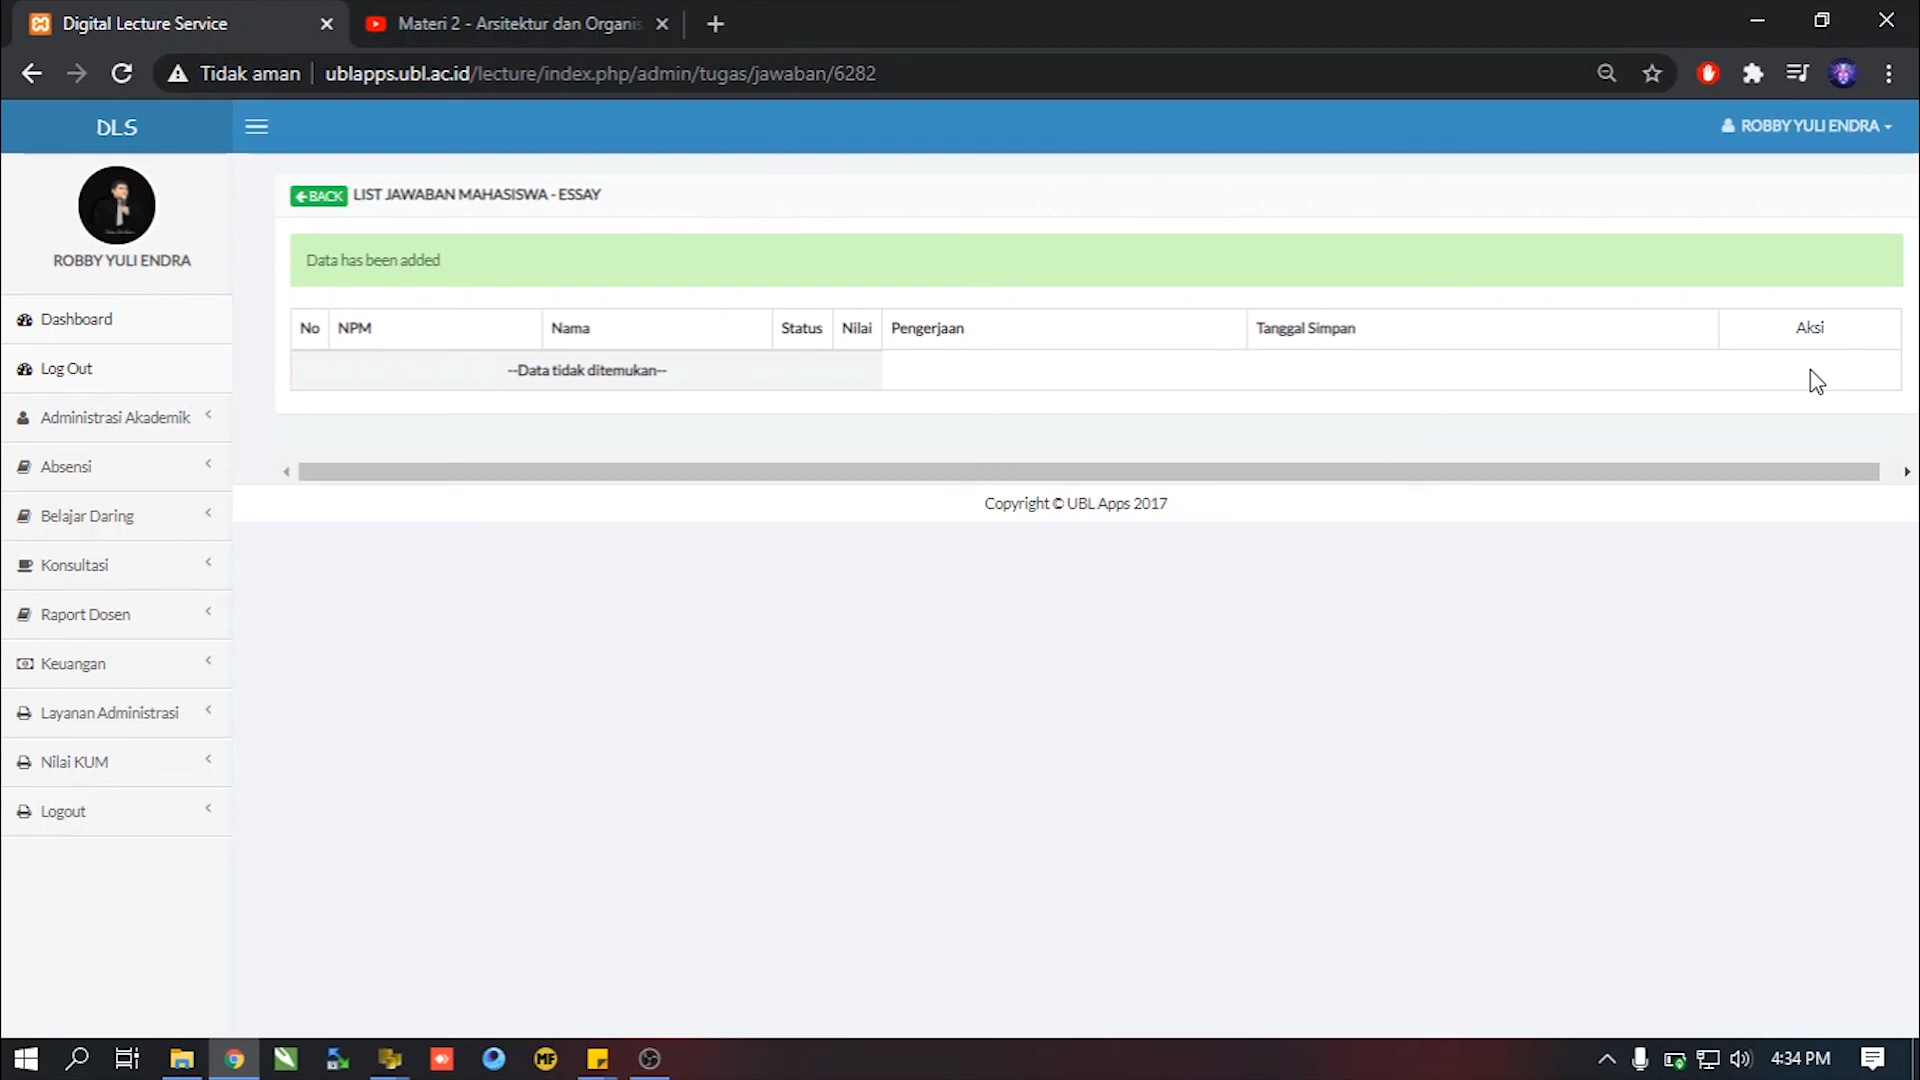 Digital Lecture Service
Materi 2 - Arsitektur dan Organis
Tidak aman
ublapps.ubl.ac.id/lecture/index.php/admin/tugas/jawaban/6282
DLS
ROBBY YULI ENDRA
BACK LIST JAWABAN MAHASISWA - ESSAY
ROBBY YULI ENDRA
Data has been added
No NPM Nama Status Nilai Pengerjaan Tanggal Simpan Aksi
--Data tidak ditemukan--
Dashboard
Log Out
Administrasi Akademik
Absensi
Belajar Daring
Konsultasi
Raport Dosen
Keuangan
Layanan Administrasi
Nilai KUM
Logout
Copyright © UBL Apps 2017
MF
4:34 PM